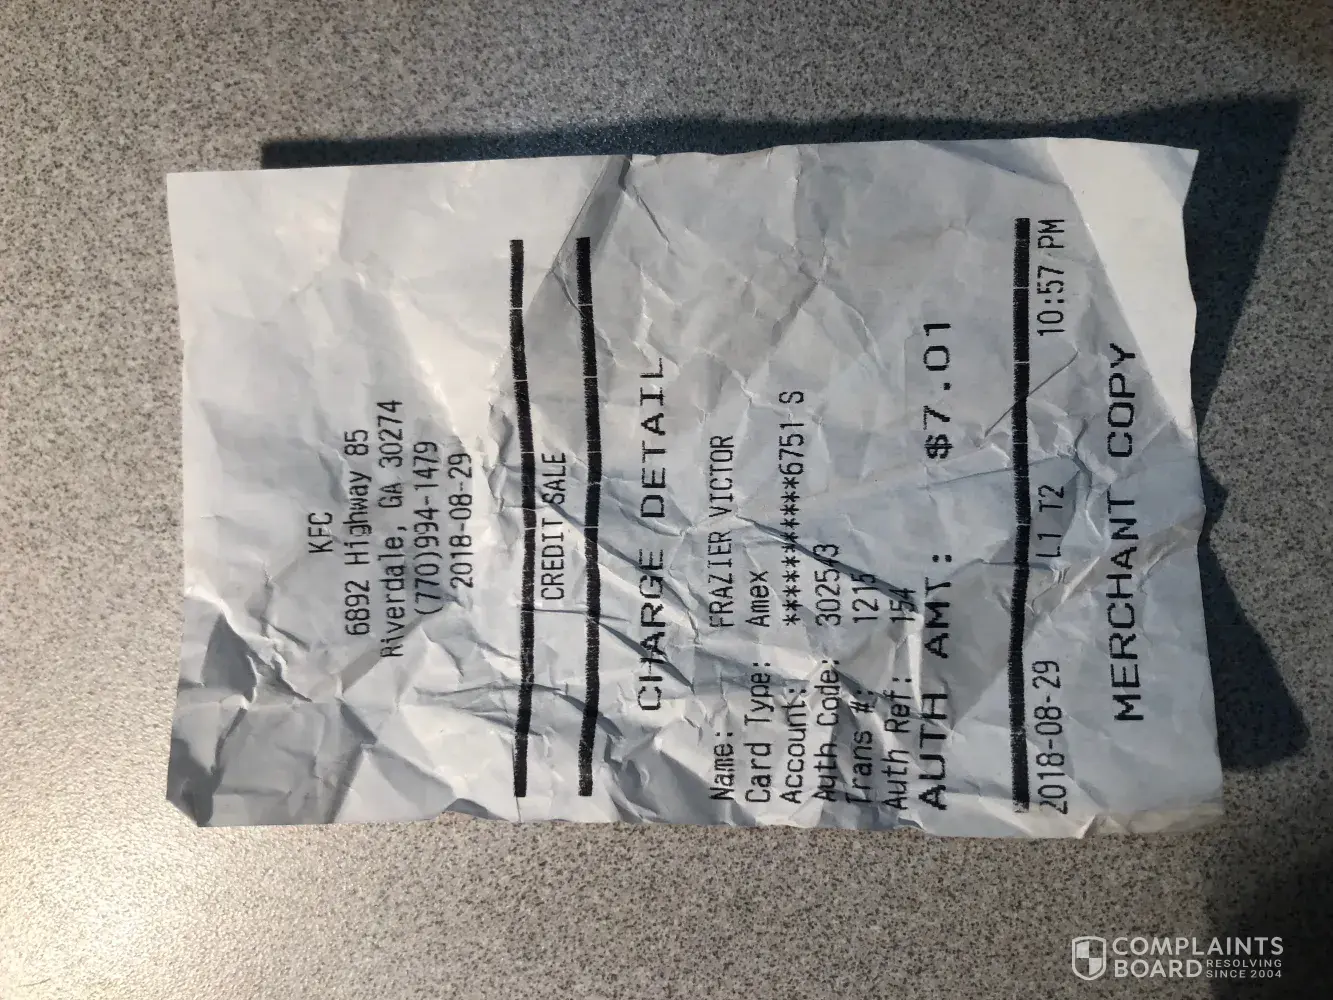 KFC
6892 Highway 85
Riverdale, GA 30274
(770)994-1479
2018-08-29
CREDIT SALE
CHARGE DETAIL
Name: FRAZIER VICTOR
Card Type: Amex
Account: ***********6751 S
Auth Code: 302543
Trans #: 1215
Auth Ref: 154
AUTH AMT: $7.01
2018-08-29 L1 T2 10:57 PM
MERCHANT COPY
COMPLAINTS
BOARD RESOLVING
SINCE 2004